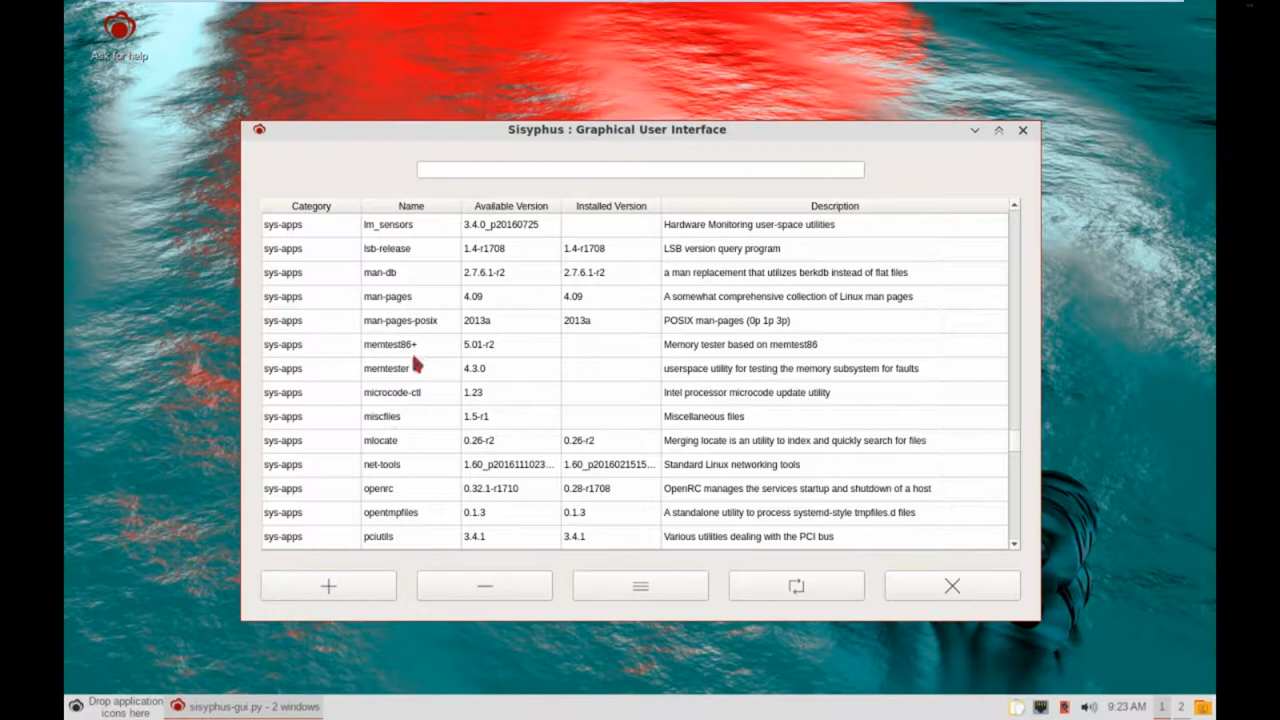 Ask for help
Sisyphus : Graphical User Interface
Category Name Available Version Installed Version Description
sys-apps lm_sensors 3.4.0_p20160725 Hardware Monitoring user-space utilities
sys-apps lsb-release 1.4-r1708 1.4-r1708 LSB version query program
sys-apps man-db 2.7.6.1-r2 2.7.6.1-r2 a man replacement that utilizes berkdb instead of flat files
sys-apps man-pages 4.09 4.09 A somewhat comprehensive collection of Linux man pages
sys-apps man-pages-posix 2013a 2013a POSIX man-pages (0p 1p 3p)
sys-apps memtest86+ 5.01-r2 Memory tester based on memtest86
sys-apps memtester 4.3.0 userspace utility for testing the memory subsystem for faults
sys-apps microcode-ctl 1.23 Intel processor microcode update utility
sys-apps miscfiles 1.5-r1 Miscellaneous files
sys-apps mlocate 0.26-r2 0.26-r2 Merging locate is an utility to index and quickly search for files
sys-apps net-tools 1.60_p2016111023... 1.60_p2016021515... Standard Linux networking tools
sys-apps openrc 0.32.1-r1710 0.28-r1708 OpenRC manages the services startup and shutdown of a host
sys-apps opentmpfiles 0.1.3 0.1.3 A standalone utility to process systemd-style tmpfiles.d files
sys-apps pciutils 3.4.1 3.4.1 Various utilities dealing with the PCI bus
Drop application
icons here
sisyphus-gui.py - 2 windows
9:23 AM 1 2